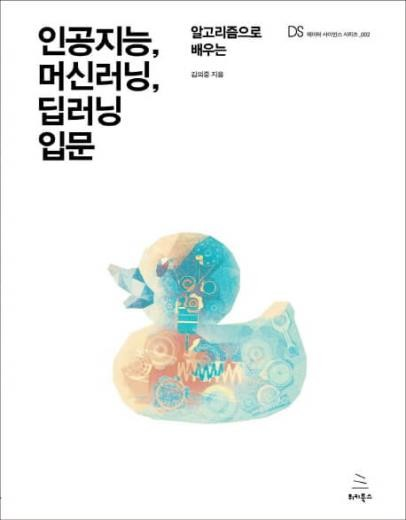 인공지능,
머신러닝,
딥러닝
입문
알고리즘으로
배우는
김의중 지음
DS 데이터 사이언스 시리즈_002
위키북스